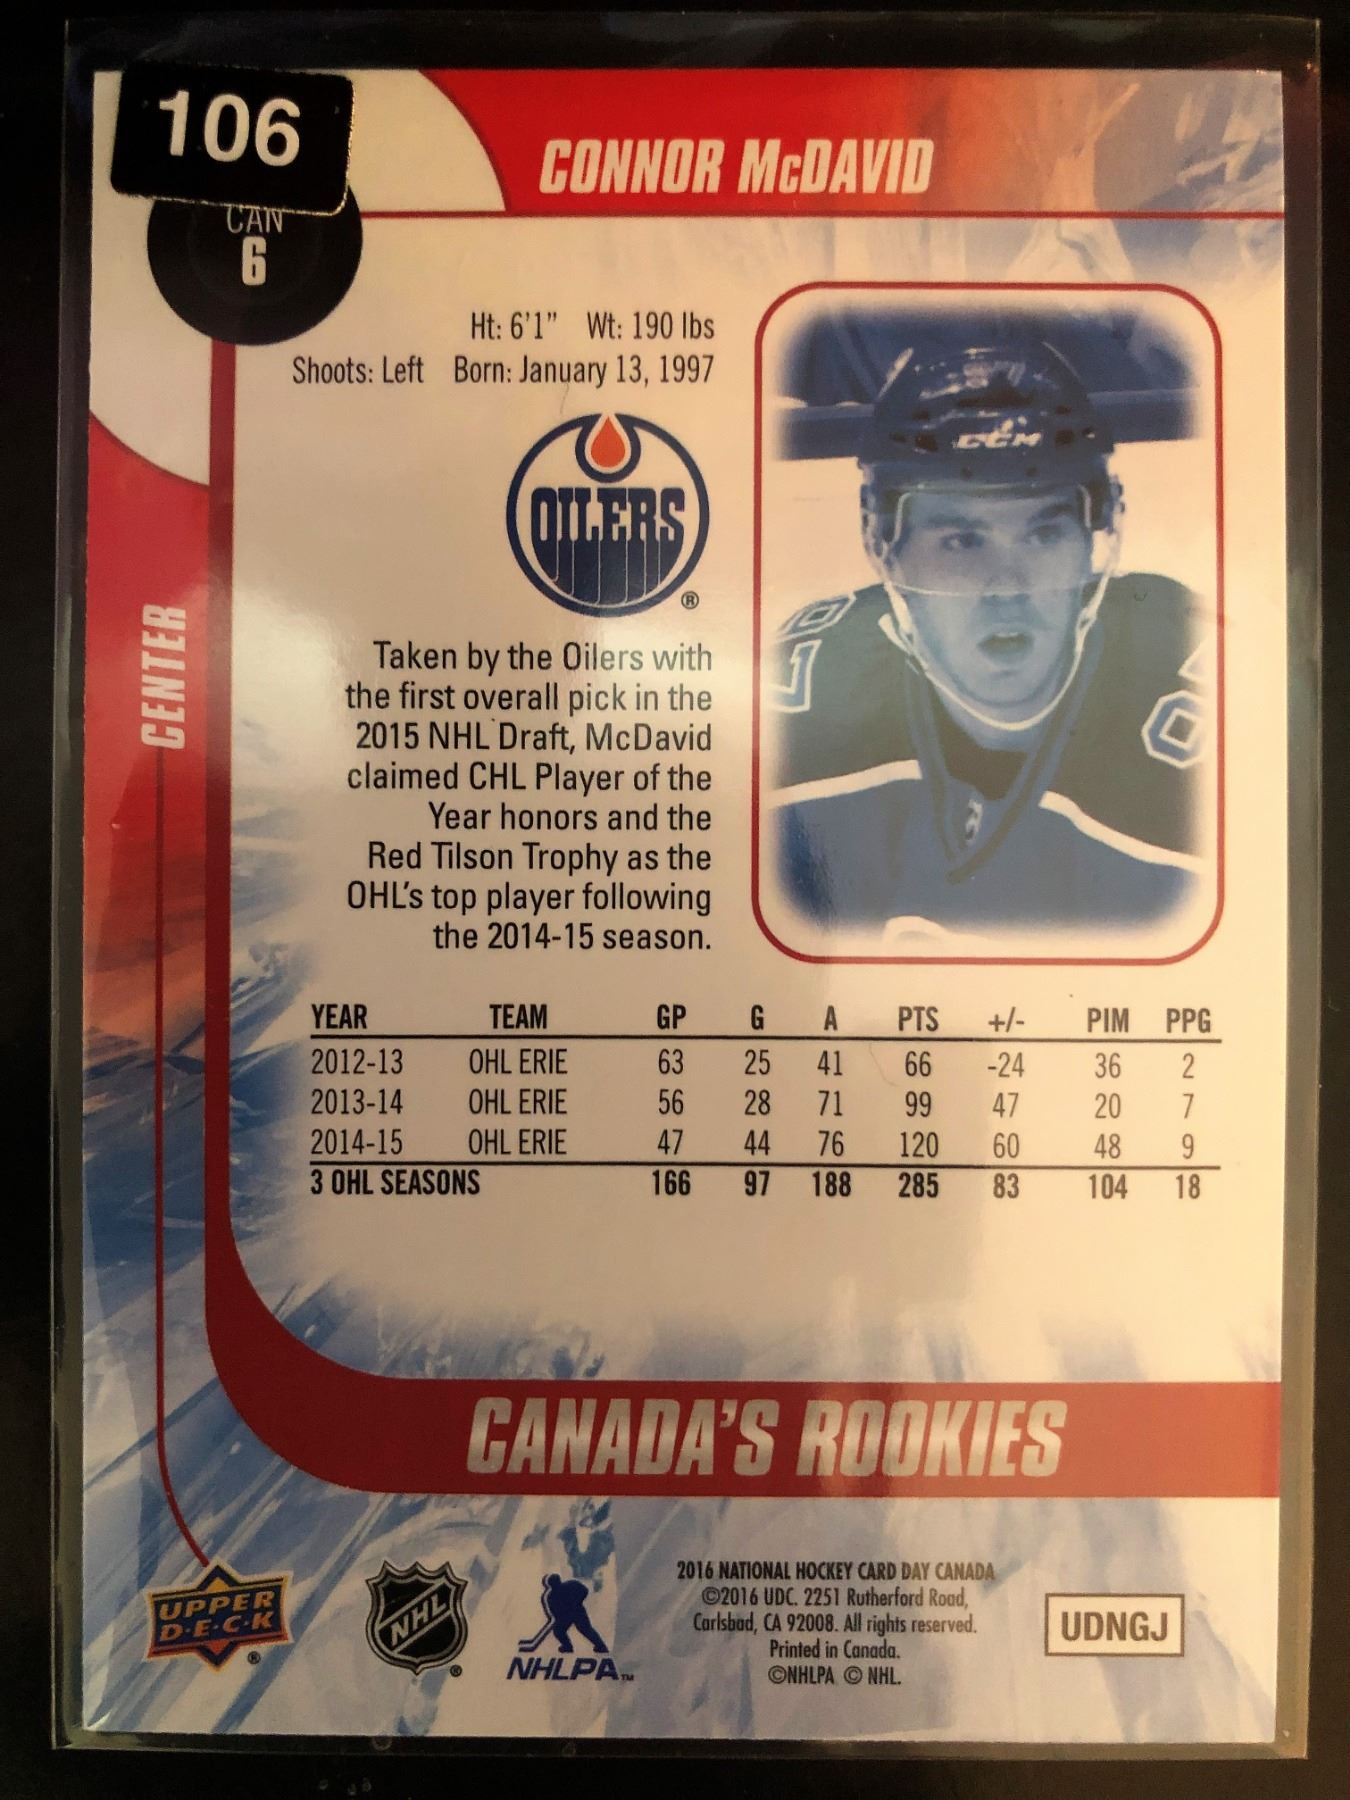 106
CAN
6
CONNOR McDAVID
Ht: 6'1" Wt: 190 lbs
Shoots: Left Born: January 13, 1997
OILERS
®
CCM
CENTER
Taken by the Oilers with
the first overall pick in the
2015 NHL Draft, McDavid
claimed CHL Player of the
Year honors and the
Red Tilson Trophy as the
OHL's top player following
the 2014-15 season.
YEAR TEAM GP G A PTS +/- PIM PPG
2012-13 OHL ERIE 63 25 41 66 -24 36 2
2013-14 OHL ERIE 56 28 71 99 47 20 7
2014-15 OHL ERIE 47 44 76 120 60 48 9
3 OHL SEASONS 166 97 188 285 83 104 18
CANADA'S ROOKIES
UPPER
D·E·C·K
®
NHL
®
NHLPA™
2016 NATIONAL HOCKEY CARD DAY CANADA
©2016 UDC. 2251 Rutherford Road,
Carlsbad, CA 92008. All rights reserved.
Printed in Canada.
©NHLPA © NHL.
UDNGJ